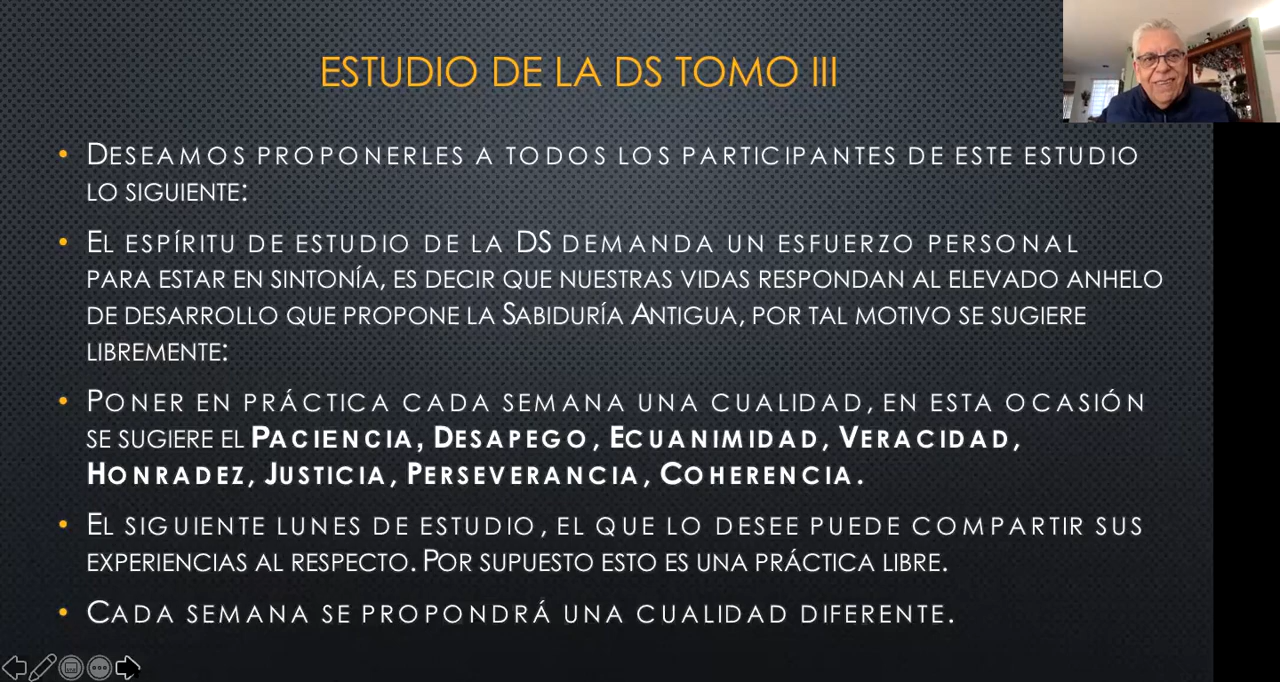 ESTUDIO DE LA DS TOMO III
• DESEAMOS PROPONERLES A TODOS LOS PARTICIPANTES DE ESTE ESTUDIO
LO SIGUIENTE:
• EL ESPÍRITU DE ESTUDIO DE LA DS DEMANDA UN ESFUERZO PERSONAL
PARA ESTAR EN SINTONÍA, ES DECIR QUE NUESTRAS VIDAS RESPONDAN AL ELEVADO ANHELO
DE DESARROLLO QUE PROPONE LA SABIDURÍA ANTIGUA, POR TAL MOTIVO SE SUGIERE
LIBREMENTE:
• PONER EN PRÁCTICA CADA SEMANA UNA CUALIDAD, EN ESTA OCASIÓN
SE SUGIERE EL PACIENCIA, DESAPEGO, ECUANIMIDAD, VERACIDAD,
HONRADEZ, JUSTICIA, PERSEVERANCIA, COHERENCIA.
• EL SIGUIENTE LUNES DE ESTUDIO, EL QUE LO DESEE PUEDE COMPARTIR SUS
EXPERIENCIAS AL RESPECTO. POR SUPUESTO ESTO ES UNA PRÁCTICA LIBRE.
• CADA SEMANA SE PROPONDRÁ UNA CUALIDAD DIFERENTE.